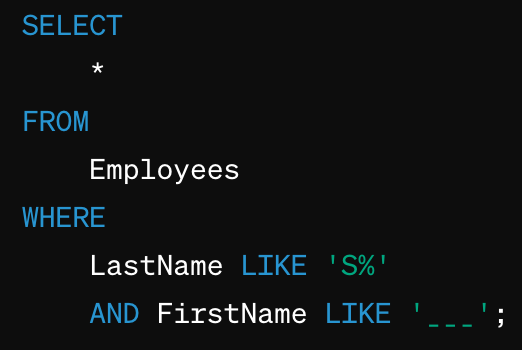 SELECT
    *
FROM
    Employees
WHERE
    LastName LIKE 'S%'
    AND FirstName LIKE '___';